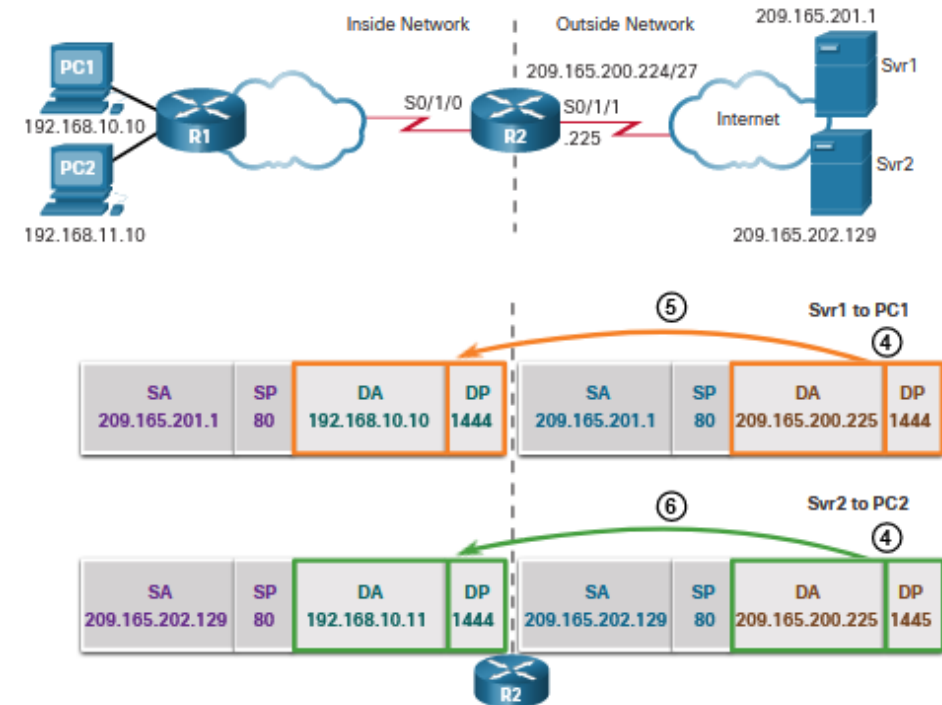 Inside Network
Outside Network
209.165.201.1
PC1
Svr1
209.165.200.224/27
192.168.10.10
R1
S0/1/0
R2
S0/1/1
.225
Internet
PC2
Svr2
192.168.11.10
209.165.202.129
5
Svr1 to PC1
4
SA SP DA DP SA SP DA DP
209.165.201.1 80 192.168.10.10 1444 209.165.201.1 80 209.165.200.225 1444
6
Svr2 to PC2
4
SA SP DA DP SA SP DA DP
209.165.202.129 80 192.168.10.11 1444 209.165.202.129 80 209.165.200.225 1445
R2